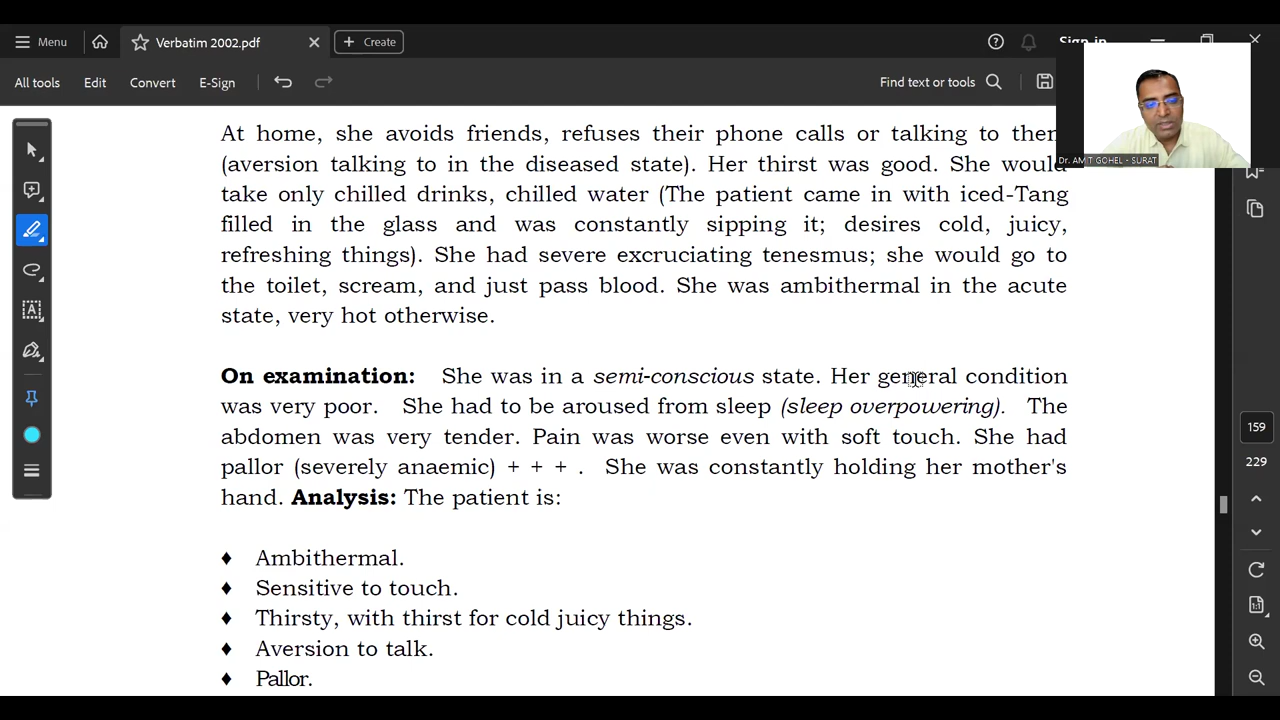 Menu
Verbatim 2002.pdf
Create
Sign in
All tools
Edit
Convert
E-Sign
Find text or tools
Dr. AMIT GOHEL - SURAT
At home, she avoids friends, refuses their phone calls or talking to them
(aversion talking to in the diseased state). Her thirst was good. She would
take only chilled drinks, chilled water (The patient came in with iced-Tang
filled in the glass and was constantly sipping it; desires cold, juicy,
refreshing things). She had severe excruciating tenesmus; she would go to
the toilet, scream, and just pass blood. She was ambithermal in the acute
state, very hot otherwise.
On examination: She was in a semi-conscious state. Her general condition
was very poor. She had to be aroused from sleep (sleep overpowering). The
abdomen was very tender. Pain was worse even with soft touch. She had
pallor (severely anaemic) + + + . She was constantly holding her mother's
hand. Analysis: The patient is:
♦ Ambithermal.
♦ Sensitive to touch.
♦ Thirsty, with thirst for cold juicy things.
♦ Aversion to talk.
♦ Pallor.
159
229
1:1